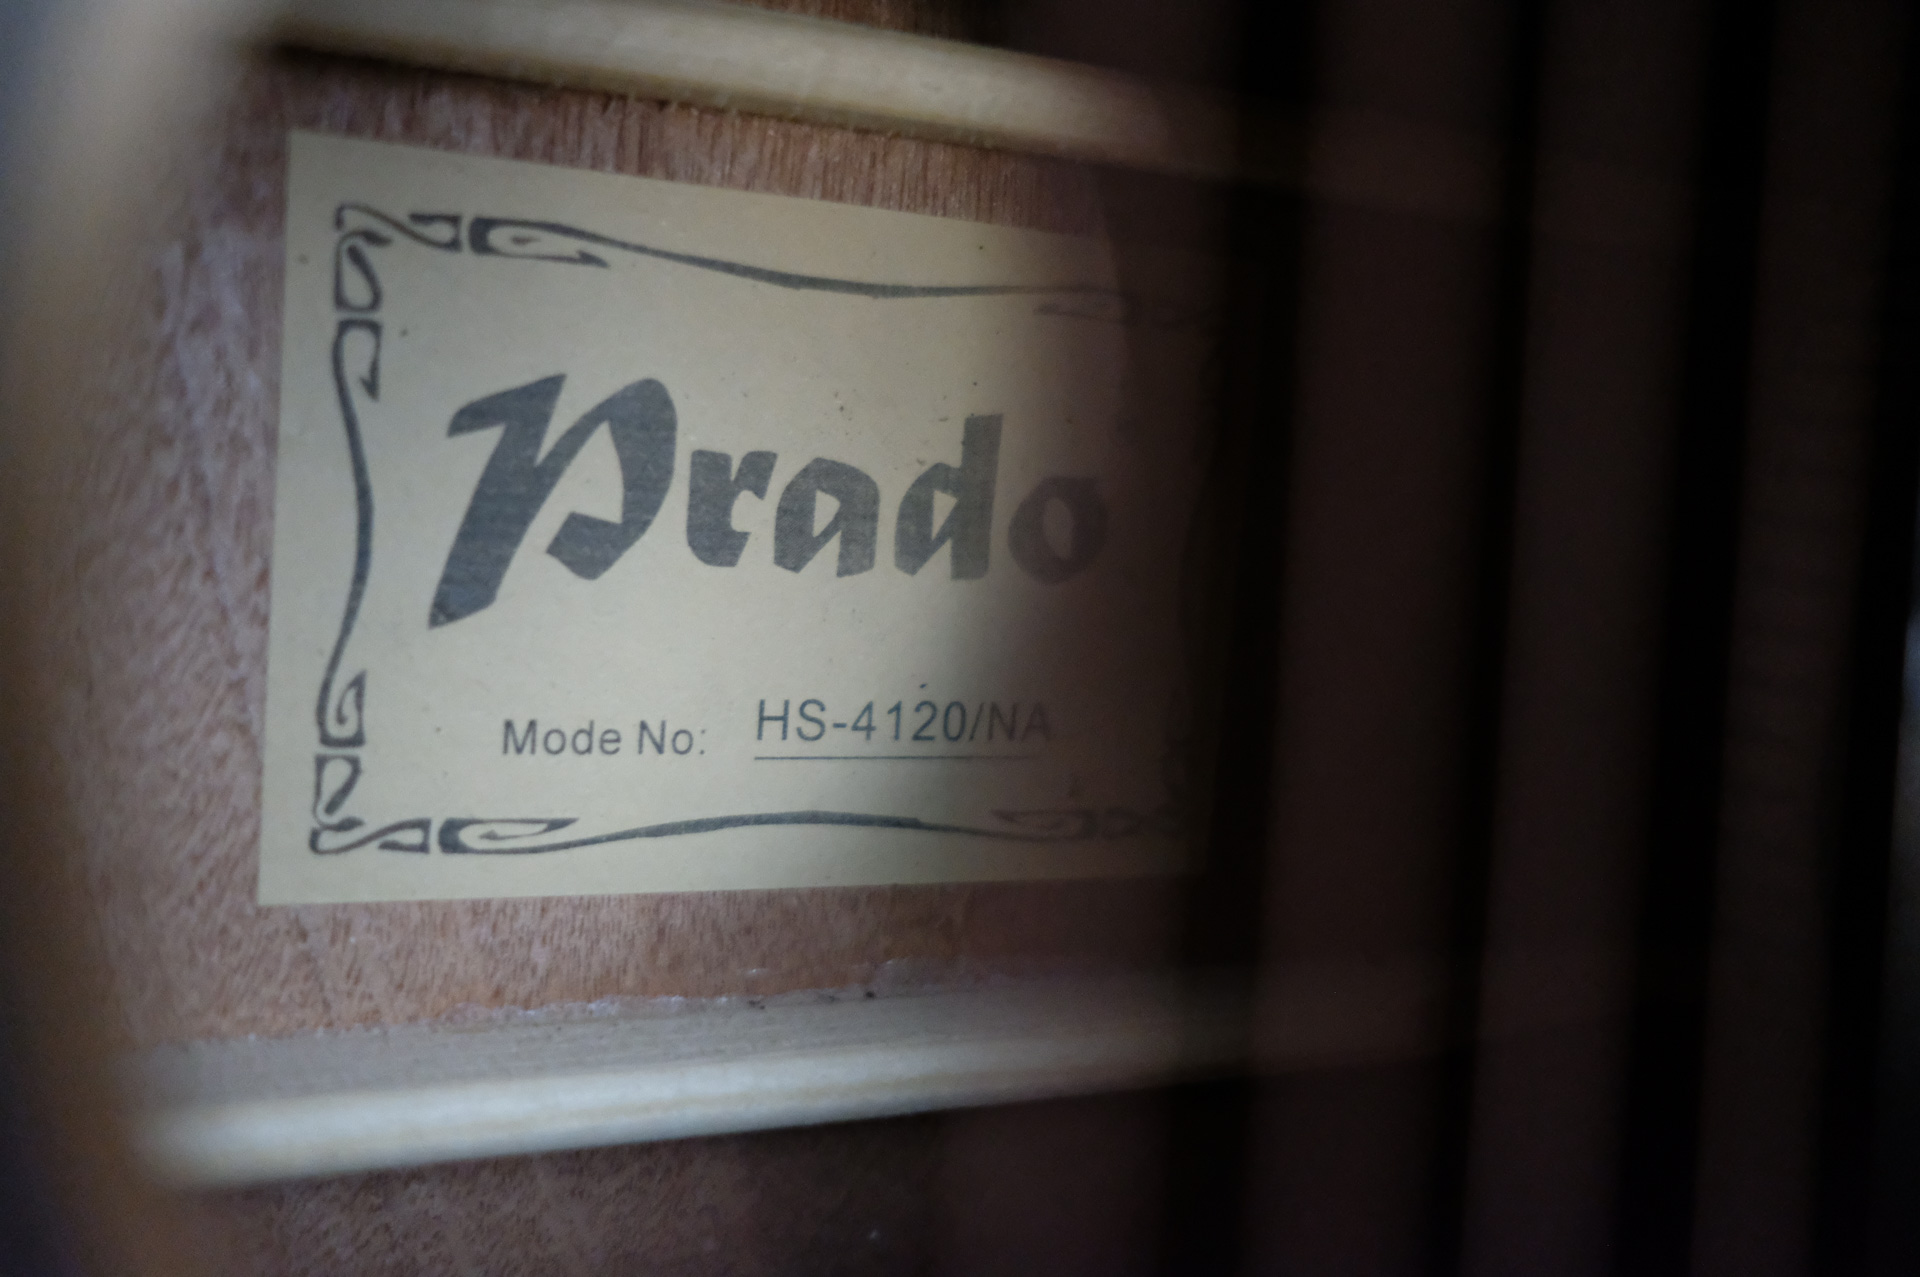 Prado
Mode No: HS-4120/NA